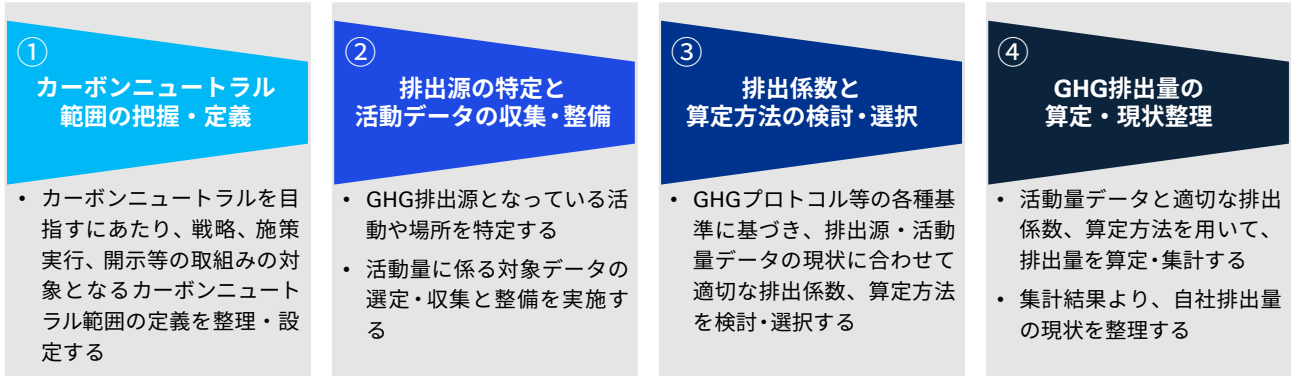 ①
カーボンニュートラル
範囲の把握・定義
• カーボンニュートラルを目
指すにあたり、戦略、施策
実行、開示等の取組みの対
象となるカーボンニュート
ラル範囲の定義を整理・設
定する
②
排出源の特定と
活動データの収集・整備
• GHG排出源となっている活
動や場所を特定する
• 活動量に係る対象データの
選定・収集と整備を実施す
る
③
排出係数と
算定方法の検討・選択
• GHGプロトコル等の各種基
準に基づき、排出源・活動
量データの現状に合わせて
適切な排出係数、算定方法
を検討・選択する
④
GHG排出量の
算定・現状整理
• 活動量データと適切な排出
係数、算定方法を用いて、
排出量を算定・集計する
• 集計結果より、自社排出量
の現状を整理する